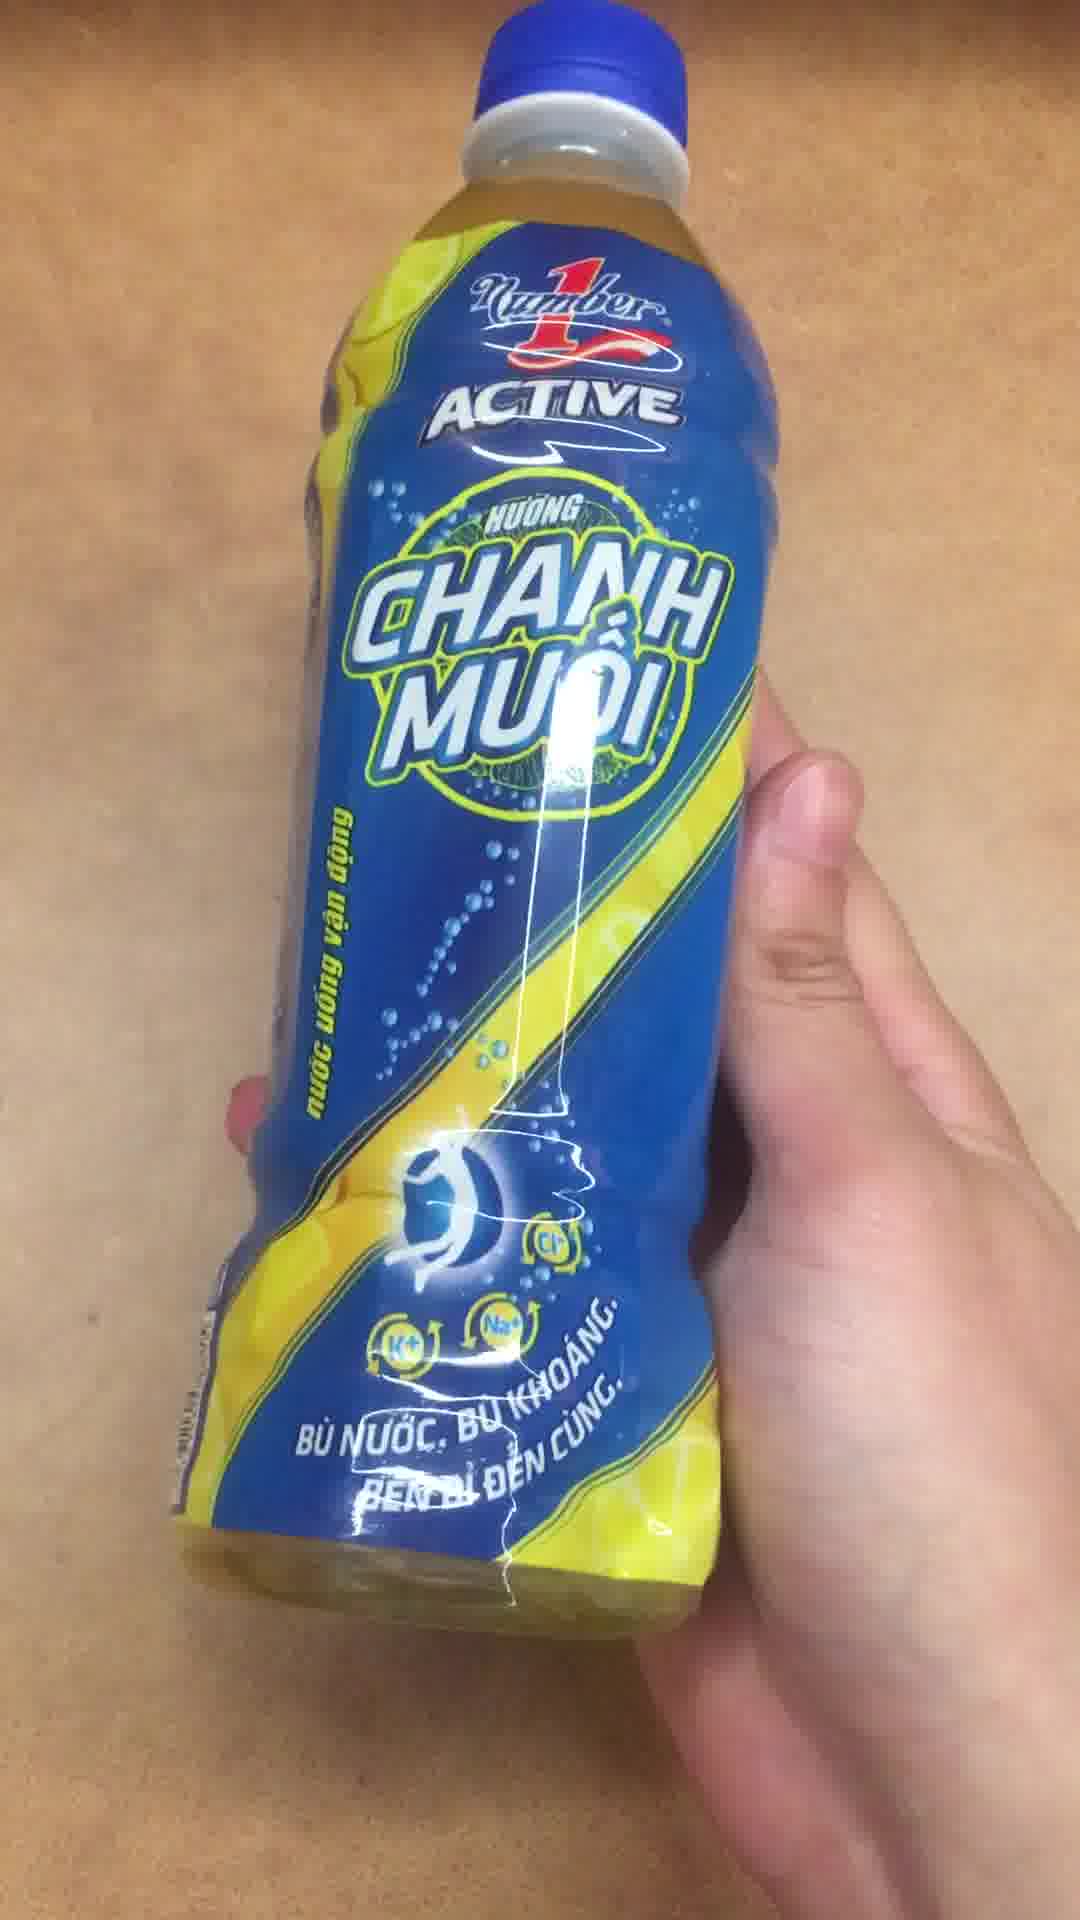 Number 1
ACTIVE
HƯƠNG
CHANH
MUỐI
nước uống vận động
Cl-
K+
Na+
BÙ NƯỚC. BÙ KHOÁNG.
BỀN BỈ ĐẾN CÙNG.